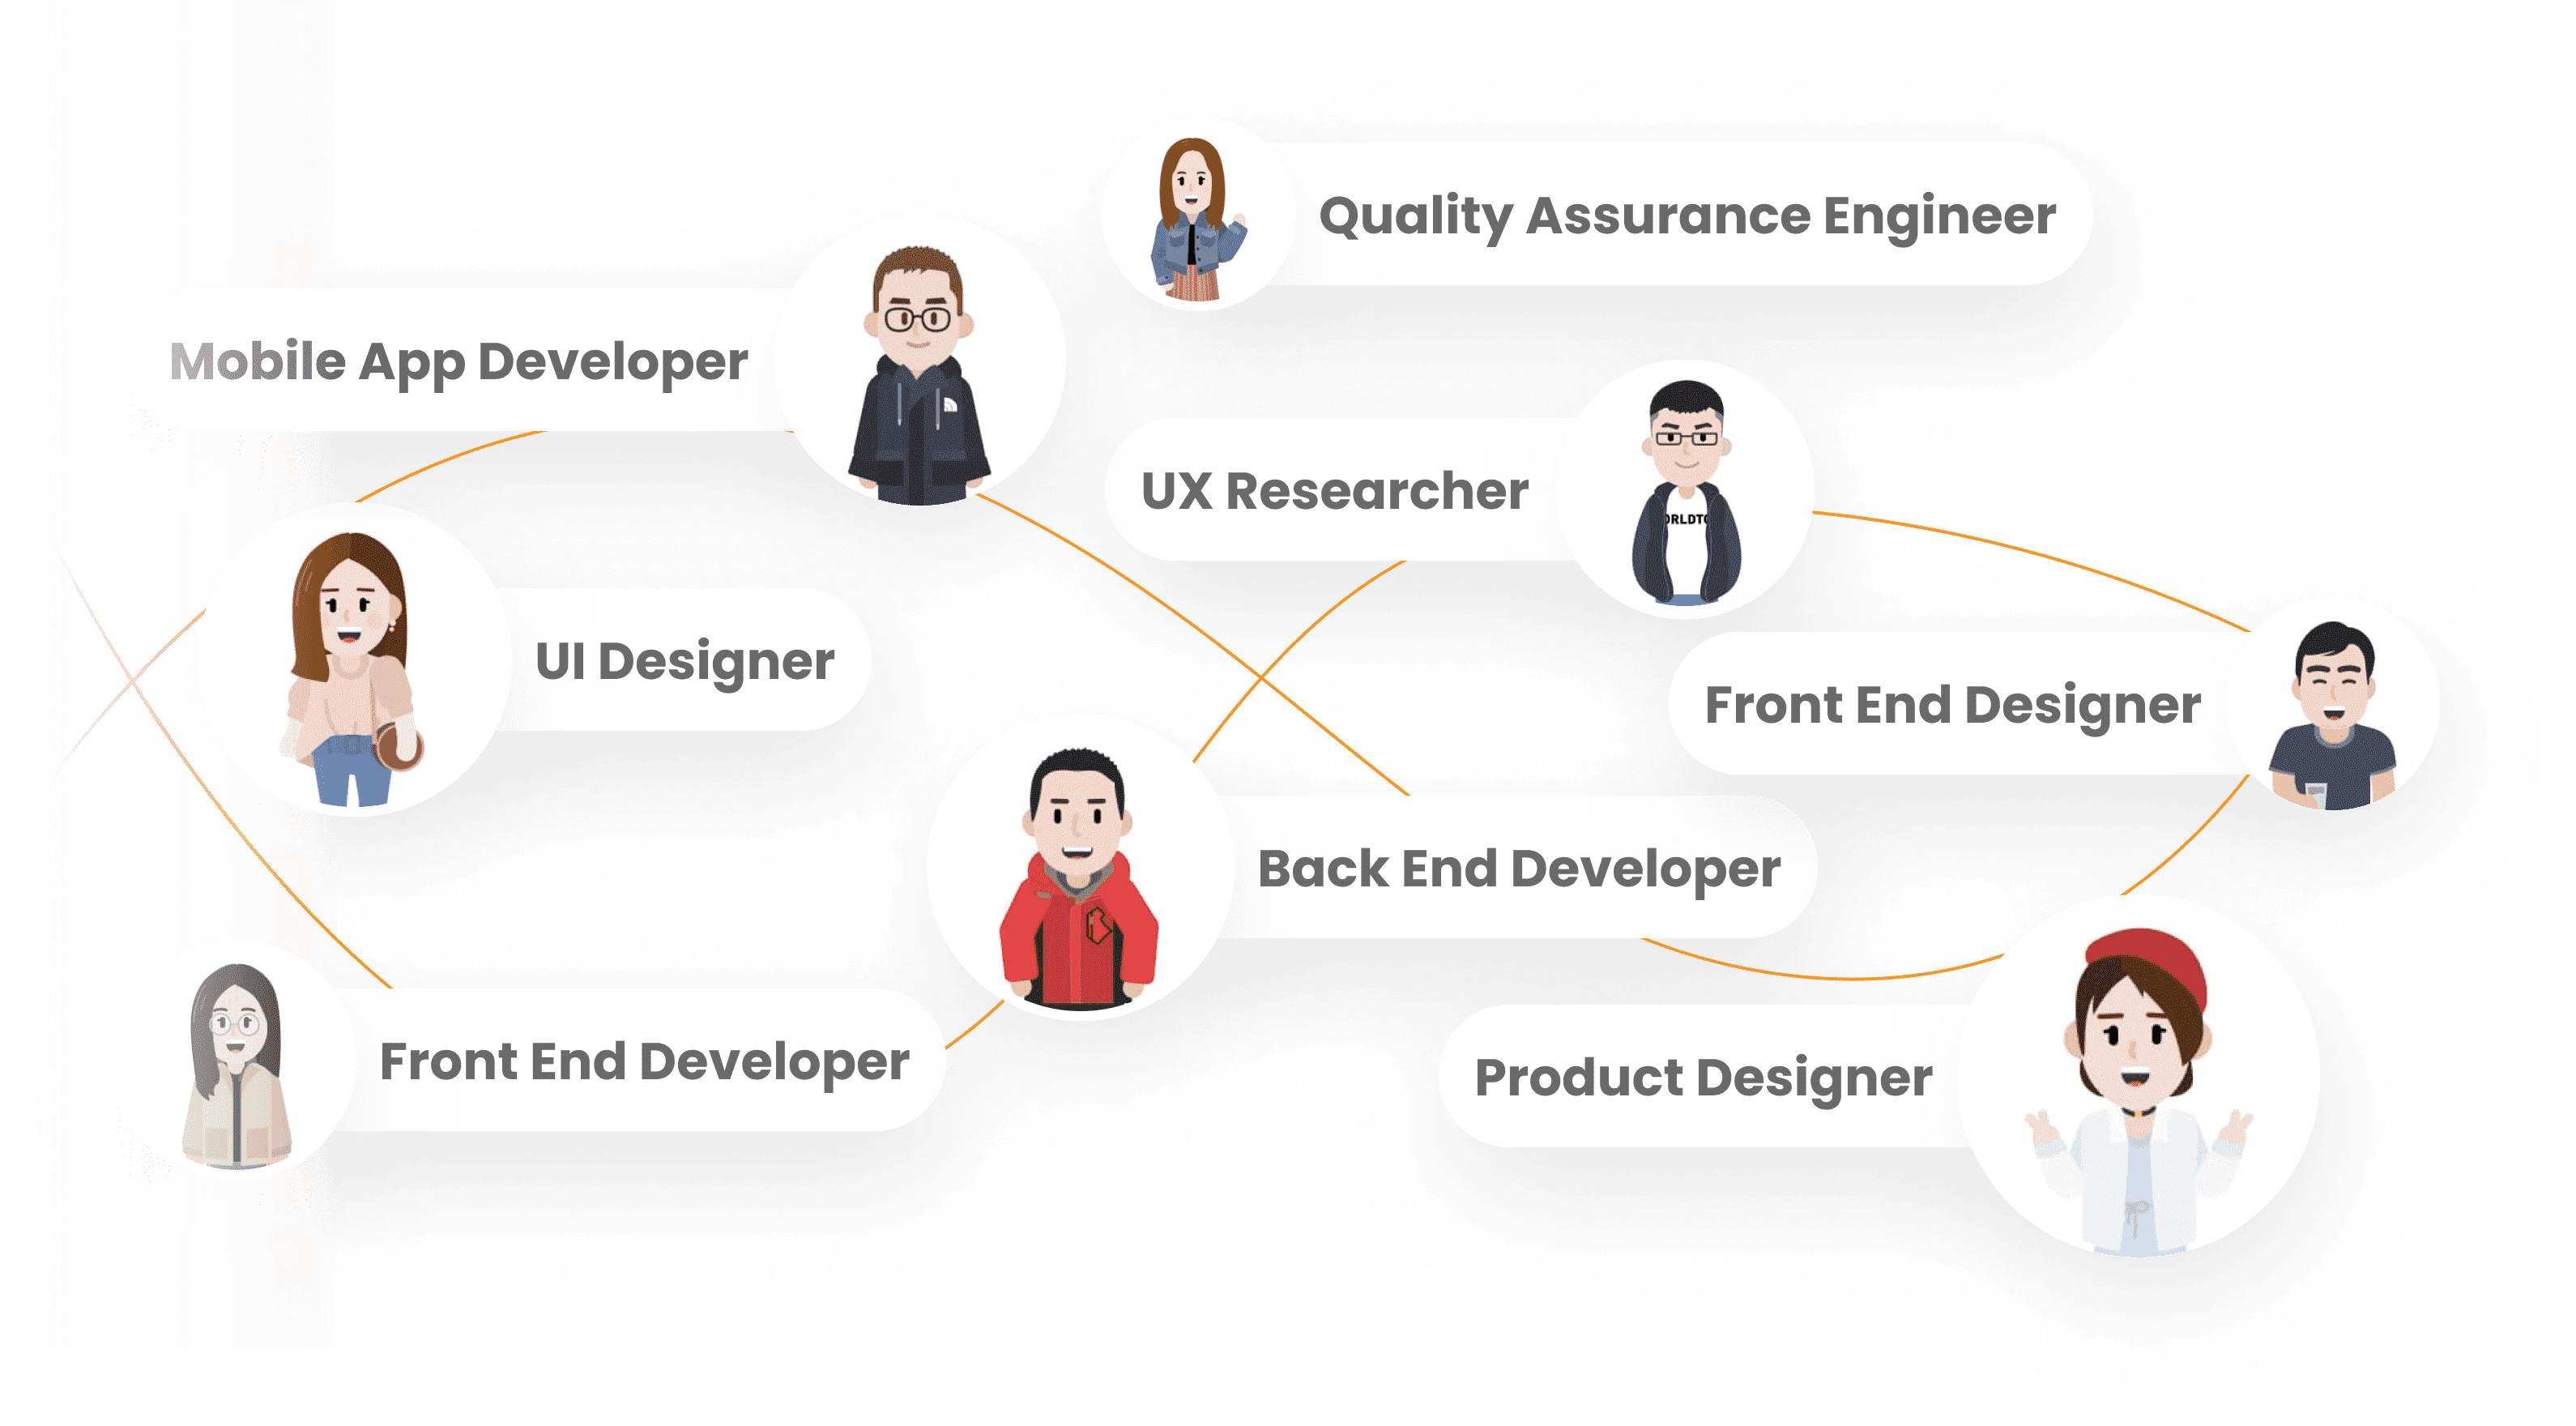 Quality Assurance Engineer
Mobile App Developer
UX Researcher
ORLDTO
UI Designer
Front End Designer
Back End Developer
Front End Developer
Product Designer